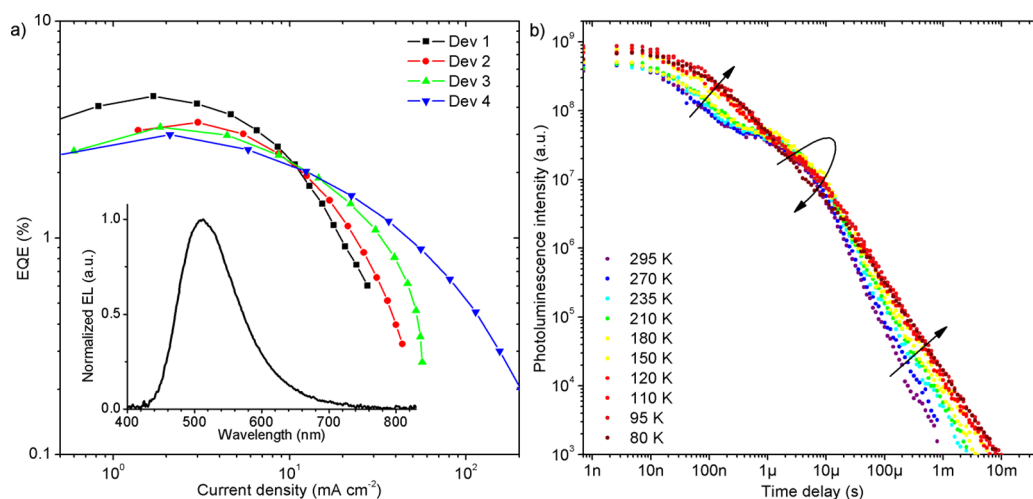 a)
EQE (%)
10
1
0.1
Dev 1
Dev 2
Dev 3
Dev 4
Normalized EL (a.u.)
1.0
0.5
0.0
400 500 600 700 800
Wavelength (nm)
10⁰ 10¹ 10²
Current density (mA cm⁻²)
b)
Photoluminescence intensity (a.u.)
10⁹
10⁸
10⁷
10⁶
10⁵
10⁴
10³
295 K
270 K
235 K
210 K
180 K
150 K
120 K
110 K
95 K
80 K
1n 10n 100n 1µ 10µ 100µ 1m 10m
Time delay (s)